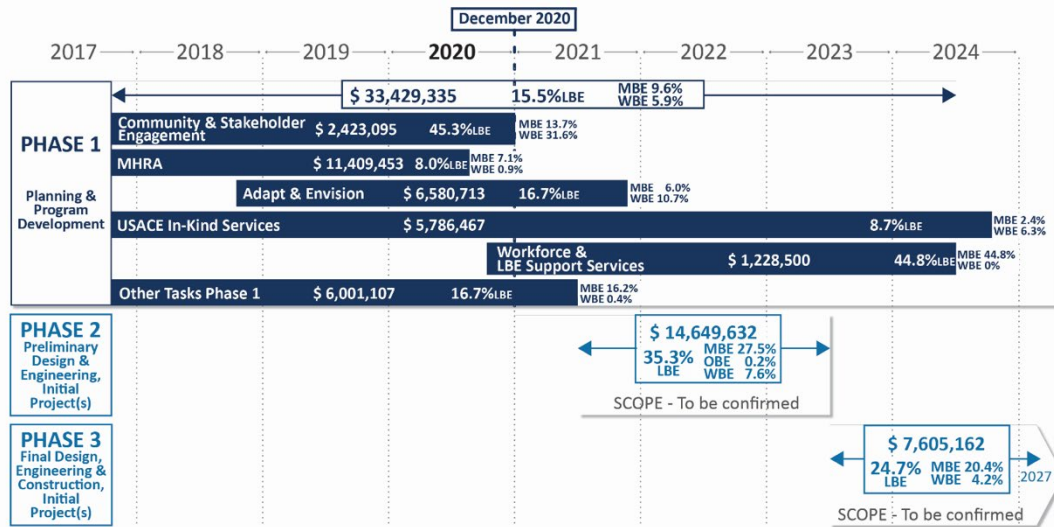 December 2020
2017 2018 2019 2020 2021 2022 2023 2024
PHASE 1
Planning &
Program
Development
$ 33,429,335 15.5%LBE MBE 9.6%
WBE 5.9%
Community & Stakeholder
Engagement $ 2,423,095 45.3%LBE MBE 13.7%
WBE 31.6%
MHRA $ 11,409,453 8.0%LBE MBE 7.1%
WBE 0.9%
Adapt & Envision $ 6,580,713 16.7%LBE MBE 6.0%
WBE 10.7%
USACE In-Kind Services $ 5,786,467 8.7%LBE MBE 2.4%
WBE 6.3%
Workforce &
LBE Support Services $ 1,228,500 44.8%LBE MBE 44.8%
WBE 0%
Other Tasks Phase 1 $ 6,001,107 16.7%LBE MBE 16.2%
WBE 0.4%
PHASE 2
Preliminary
Design &
Engineering,
Initial
Project(s)
$ 14,649,632
35.3% LBE
MBE 27.5%
OBE 0.2%
WBE 7.6%
SCOPE - To be confirmed
PHASE 3
Final Design,
Engineering &
Construction,
Initial
Project(s)
$ 7,605,162
24.7% LBE
MBE 20.4%
WBE 4.2%
2027
SCOPE - To be confirmed